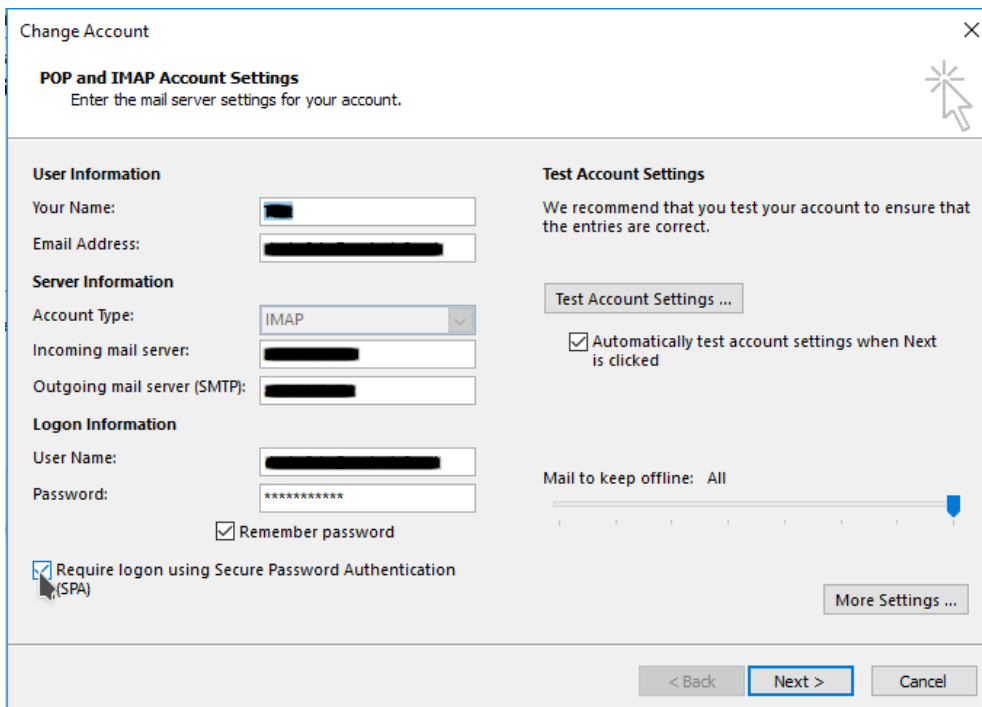 Change Account
POP and IMAP Account Settings
Enter the mail server settings for your account.
User Information
Your Name:
Email Address:
Server Information
Account Type:
IMAP
Incoming mail server:
Outgoing mail server (SMTP):
Logon Information
User Name:
Password:
***********
Remember password
Require logon using Secure Password Authentication
(SPA)
Test Account Settings
We recommend that you test your account to ensure that
the entries are correct.
Test Account Settings ...
Automatically test account settings when Next
is clicked
Mail to keep offline: All
More Settings ...
< Back
Next >
Cancel